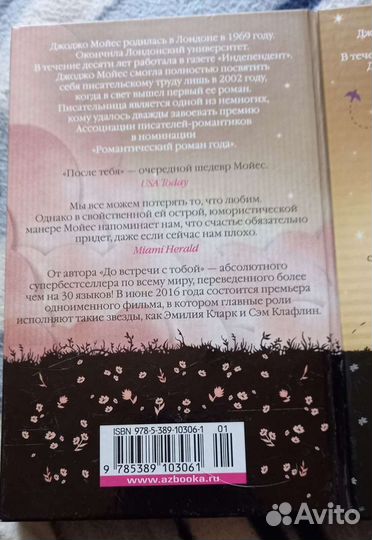 Джоджо Мойес родилась в Лондоне в 1969 году.
Окончила Лондонский университет.
В течение десяти лет работала в газете «Индепендент».
Джоджо Мойес смогла полностью посвятить
себя писательскому труду лишь в 2002 году,
когда в свет вышел первый ее роман.
Писательница является одной из немногих,
кому удалось дважды завоевать премию
Ассоциации писателей-романтиков
в номинации
«Романтический роман года».
«После тебя» — очередной шедевр Мойес.
USA Today
Мы все можем потерять то, что любим.
Однако в свойственной ей острой, юмористической
манере Мойес напоминает нам, что счастье обязательно
придет, даже если сейчас нам плохо.
Miami Herald
От автора «До встречи с тобой» — абсолютного
супербестселлера по всему миру, переведенного более
чем на 30 языков! В июне 2016 года состоится премьера
одноименного фильма, в котором главные роли
исполняют такие звезды, как Эмилия Кларк и Сэм Клафлин.
ISBN 978-5-389-10306-1
01
9 785389 103061
www.azbooka.ru
Дж
В тече
Avito